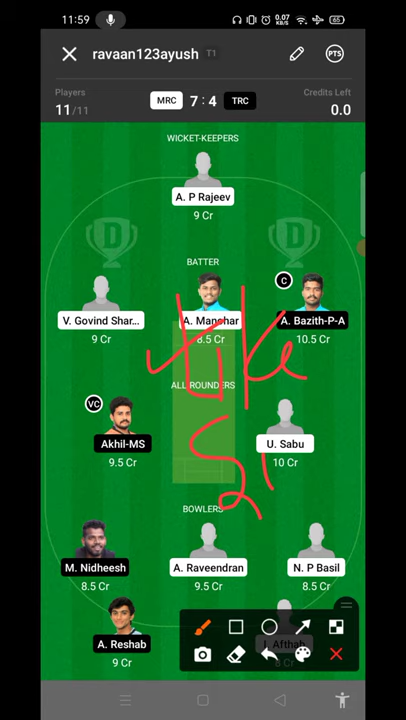 11:59
0.07
KB/S
65
ravaan123ayush T1
PTS
Players
11/11
MRC 7 : 4 TRC
Credits Left
0.0
WICKET-KEEPERS
A. P Rajeev
9 Cr
BATTER
C
V. Govind Shar... A. Manohar A. Bazith-P-A
9 Cr 8.5 Cr 10.5 Cr
ALL ROUNDERS
VC
Akhil-MS U. Sabu
9.5 Cr 10 Cr
BOWLERS
M. Nidheesh A. Raveendran N. P Basil
8.5 Cr 9.5 Cr 8.5 Cr
A. Reshab Afthab
9 Cr